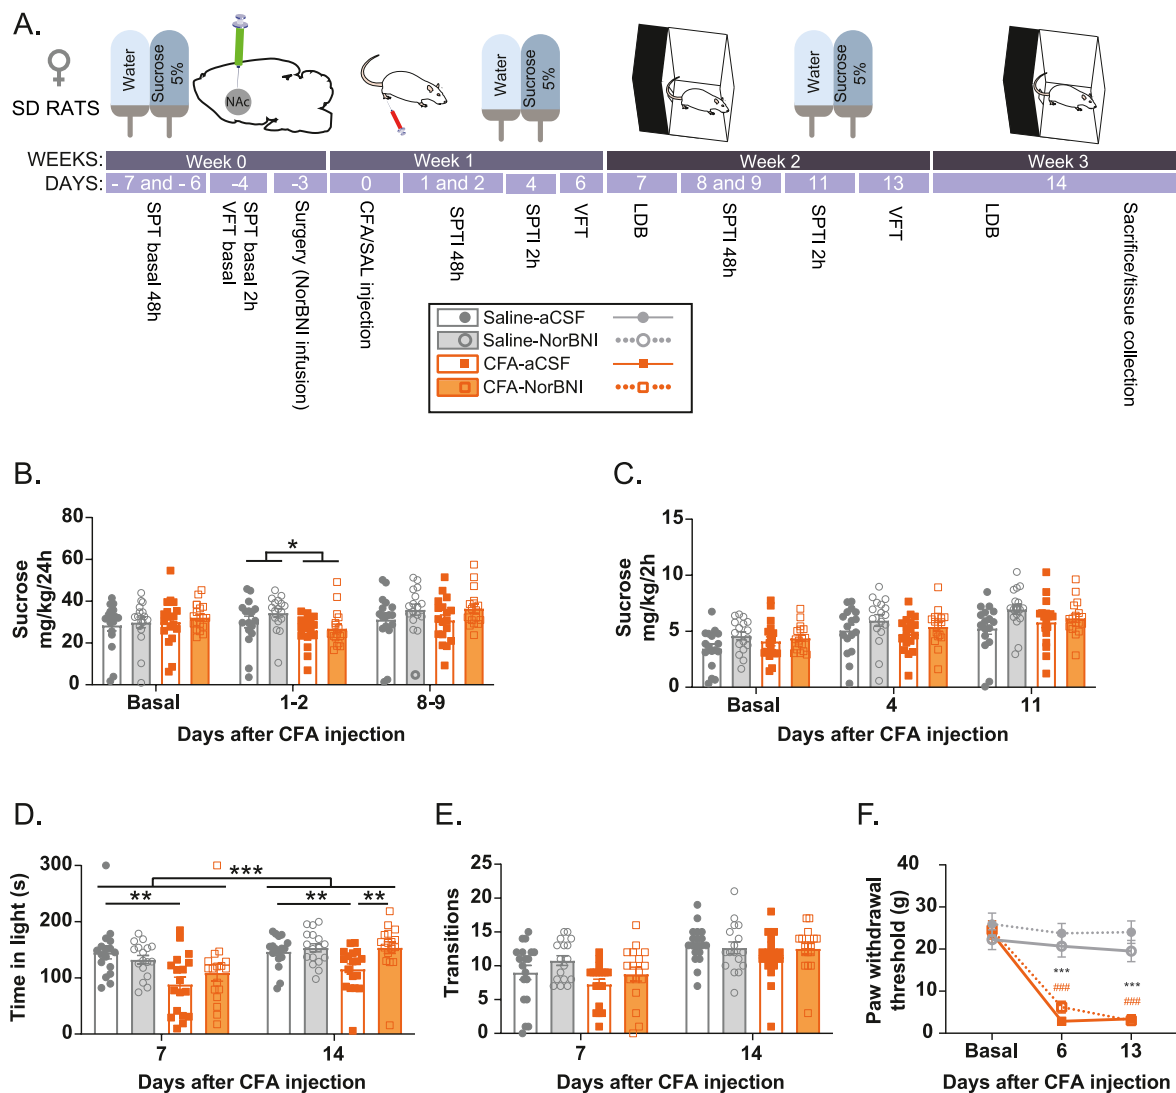 A.
SD RATS
Water
Sucrose 5%
NAc
Water
Sucrose 5%
Water
Sucrose 5%
WEEKS: Week 0 Week 1 Week 2 Week 3
DAYS: - 7 and - 6 -4 -3 0 1 and 2 4 6 7 8 and 9 11 13 14
SPT basal 48h
SPT basal 2h
VFT basal
Surgery (NorBNI infusion)
CFA/SAL injection
SPTI 48h
SPTI 2h
VFT
LDB
SPTI 48h
SPTI 2h
VFT
LDB
Sacrifice/tissue collection
Saline-aCSF
Saline-NorBNI
CFA-aCSF
CFA-NorBNI
B.
Sucrose
mg/kg/24h
80
60
40
20
0
*
Basal 1-2 8-9
Days after CFA injection
C.
Sucrose
mg/kg/2h
15
10
5
0
Basal 4 11
Days after CFA injection
D.
Time in light (s)
300
200
100
0
***
** ** **
7 14
Days after CFA injection
E.
Transitions
25
20
15
10
5
0
7 14
Days after CFA injection
F.
Paw withdrawal
threshold (g)
40
30
20
10
0
*** ***
### ###
Basal 6 13
Days after CFA injection